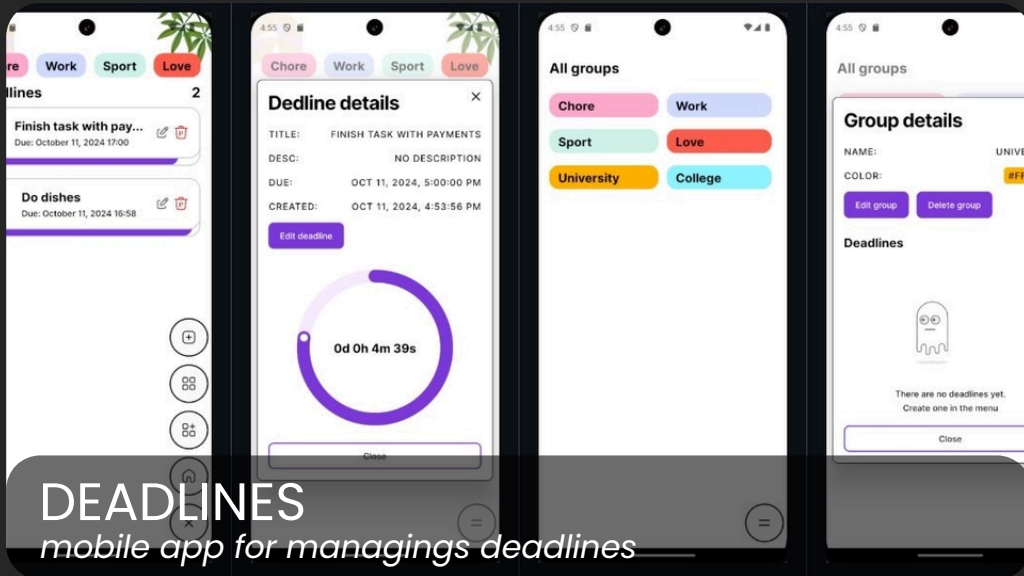 re
Work
Sport
Love
llines
2
Finish task with pay...
Due: October 11, 2024 17:00
Do dishes
Due: October 11, 2024 16:58
4:55
Chore
Work
Sport
Love
Dedline details
TITLE:
FINISH TASK WITH PAYMENTS
DESC:
NO DESCRIPTION
DUE:
OCT 11, 2024, 5:00:00 PM
CREATED:
OCT 11, 2024, 4:53:56 PM
Edit deadline
0d 0h 4m 39s
Close
4:55
All groups
Chore
Work
Sport
Love
University
College
4:55
All groups
Group details
NAME:
UNIVE
COLOR:
#FF
Edit group
Delete group
Deadlines
There are no deadlines yet.
Create one in the menu
Close
DEADLINES
mobile app for managings deadlines